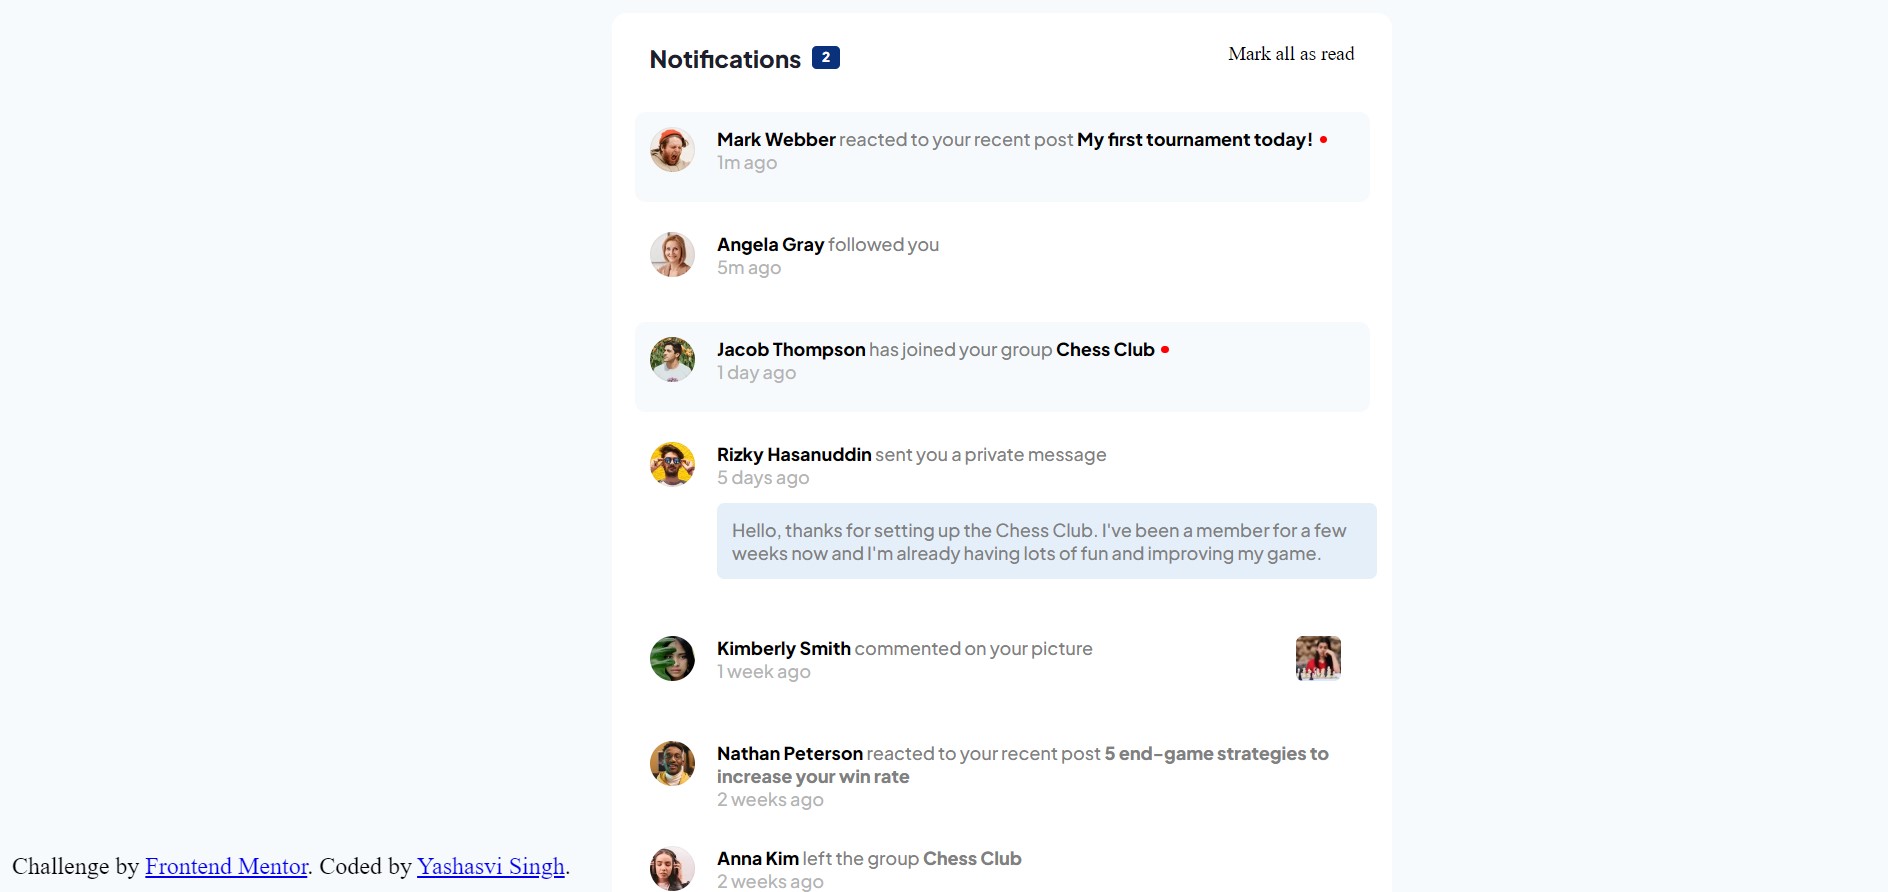 Notifications 2
Mark all as read
Mark Webber reacted to your recent post My first tournament today!
1m ago
Angela Gray followed you
5m ago
Jacob Thompson has joined your group Chess Club
1 day ago
Rizky Hasanuddin sent you a private message
5 days ago
Hello, thanks for setting up the Chess Club. I've been a member for a few
weeks now and I'm already having lots of fun and improving my game.
Kimberly Smith commented on your picture
1 week ago
Nathan Peterson reacted to your recent post 5 end-game strategies to
increase your win rate
2 weeks ago
Anna Kim left the group Chess Club
2 weeks ago
Challenge by Frontend Mentor. Coded by Yashasvi Singh.